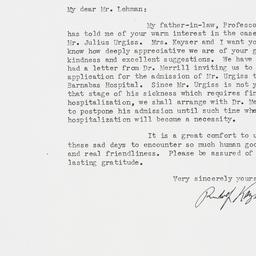 My dear Mr. Lehman:
My father-in-law, Profess
has told me of your warm interest in the case
Mr. Julius Urgiss. Mrs. Kayser and I want yo
know how deeply appreciative we are of your g
kindness and excellent suggestions. We have
had a letter from Dr. Merrill inviting us to
application for the admission of Mr. Urgiss t
Barnabas Hospital. Since Mr. Urgiss is not y
that stage of his sickness which requires fin
hospitalization, we shall arrange with Dr. Me
to postpone his admission until such time whe
hospitalization will become a necessity.
It is a great comfort to u
these sad days to encounter so much human goo
and real friendliness. Please be assured of
lasting gratitude.
Very sincerely yours
Rudolf Kays